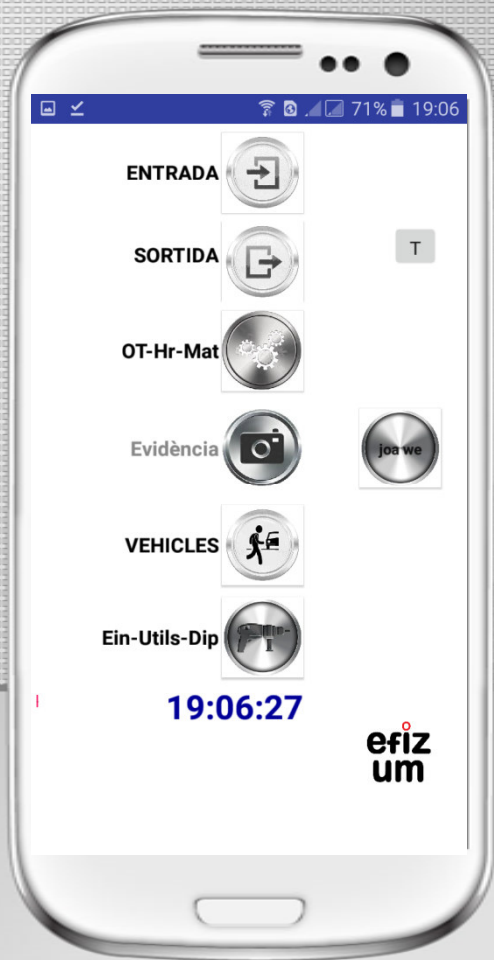 71% 19:06
ENTRADA
SORTIDA
T
OT-Hr-Mat
Evidència
joa we
VEHICLES
Ein-Utils-Dip
19:06:27
efiz
um